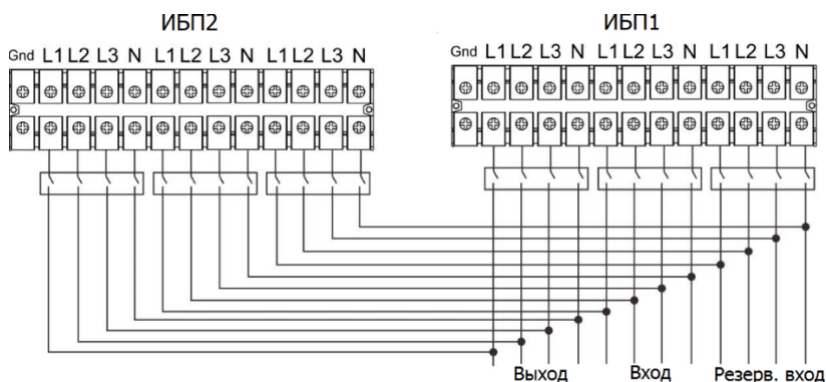 ИБП2 ИБП1
Gnd L1 L2 L3 N L1 L2 L3 N L1 L2 L3 N
Gnd L1 L2 L3 N L1 L2 L3 N L1 L2 L3 N
Выход Вход Резерв. вход